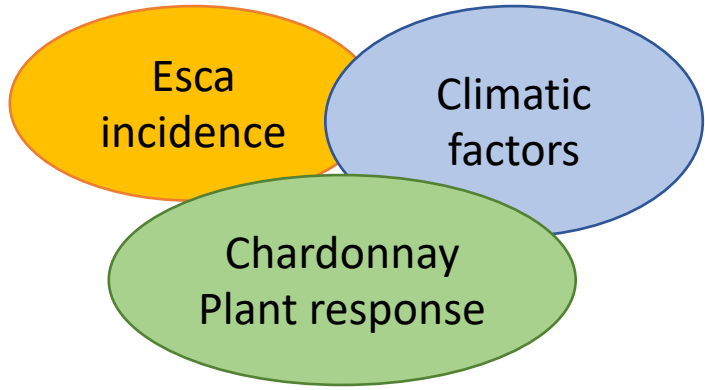 Esca
incidence
Climatic
factors
Chardonnay
Plant response